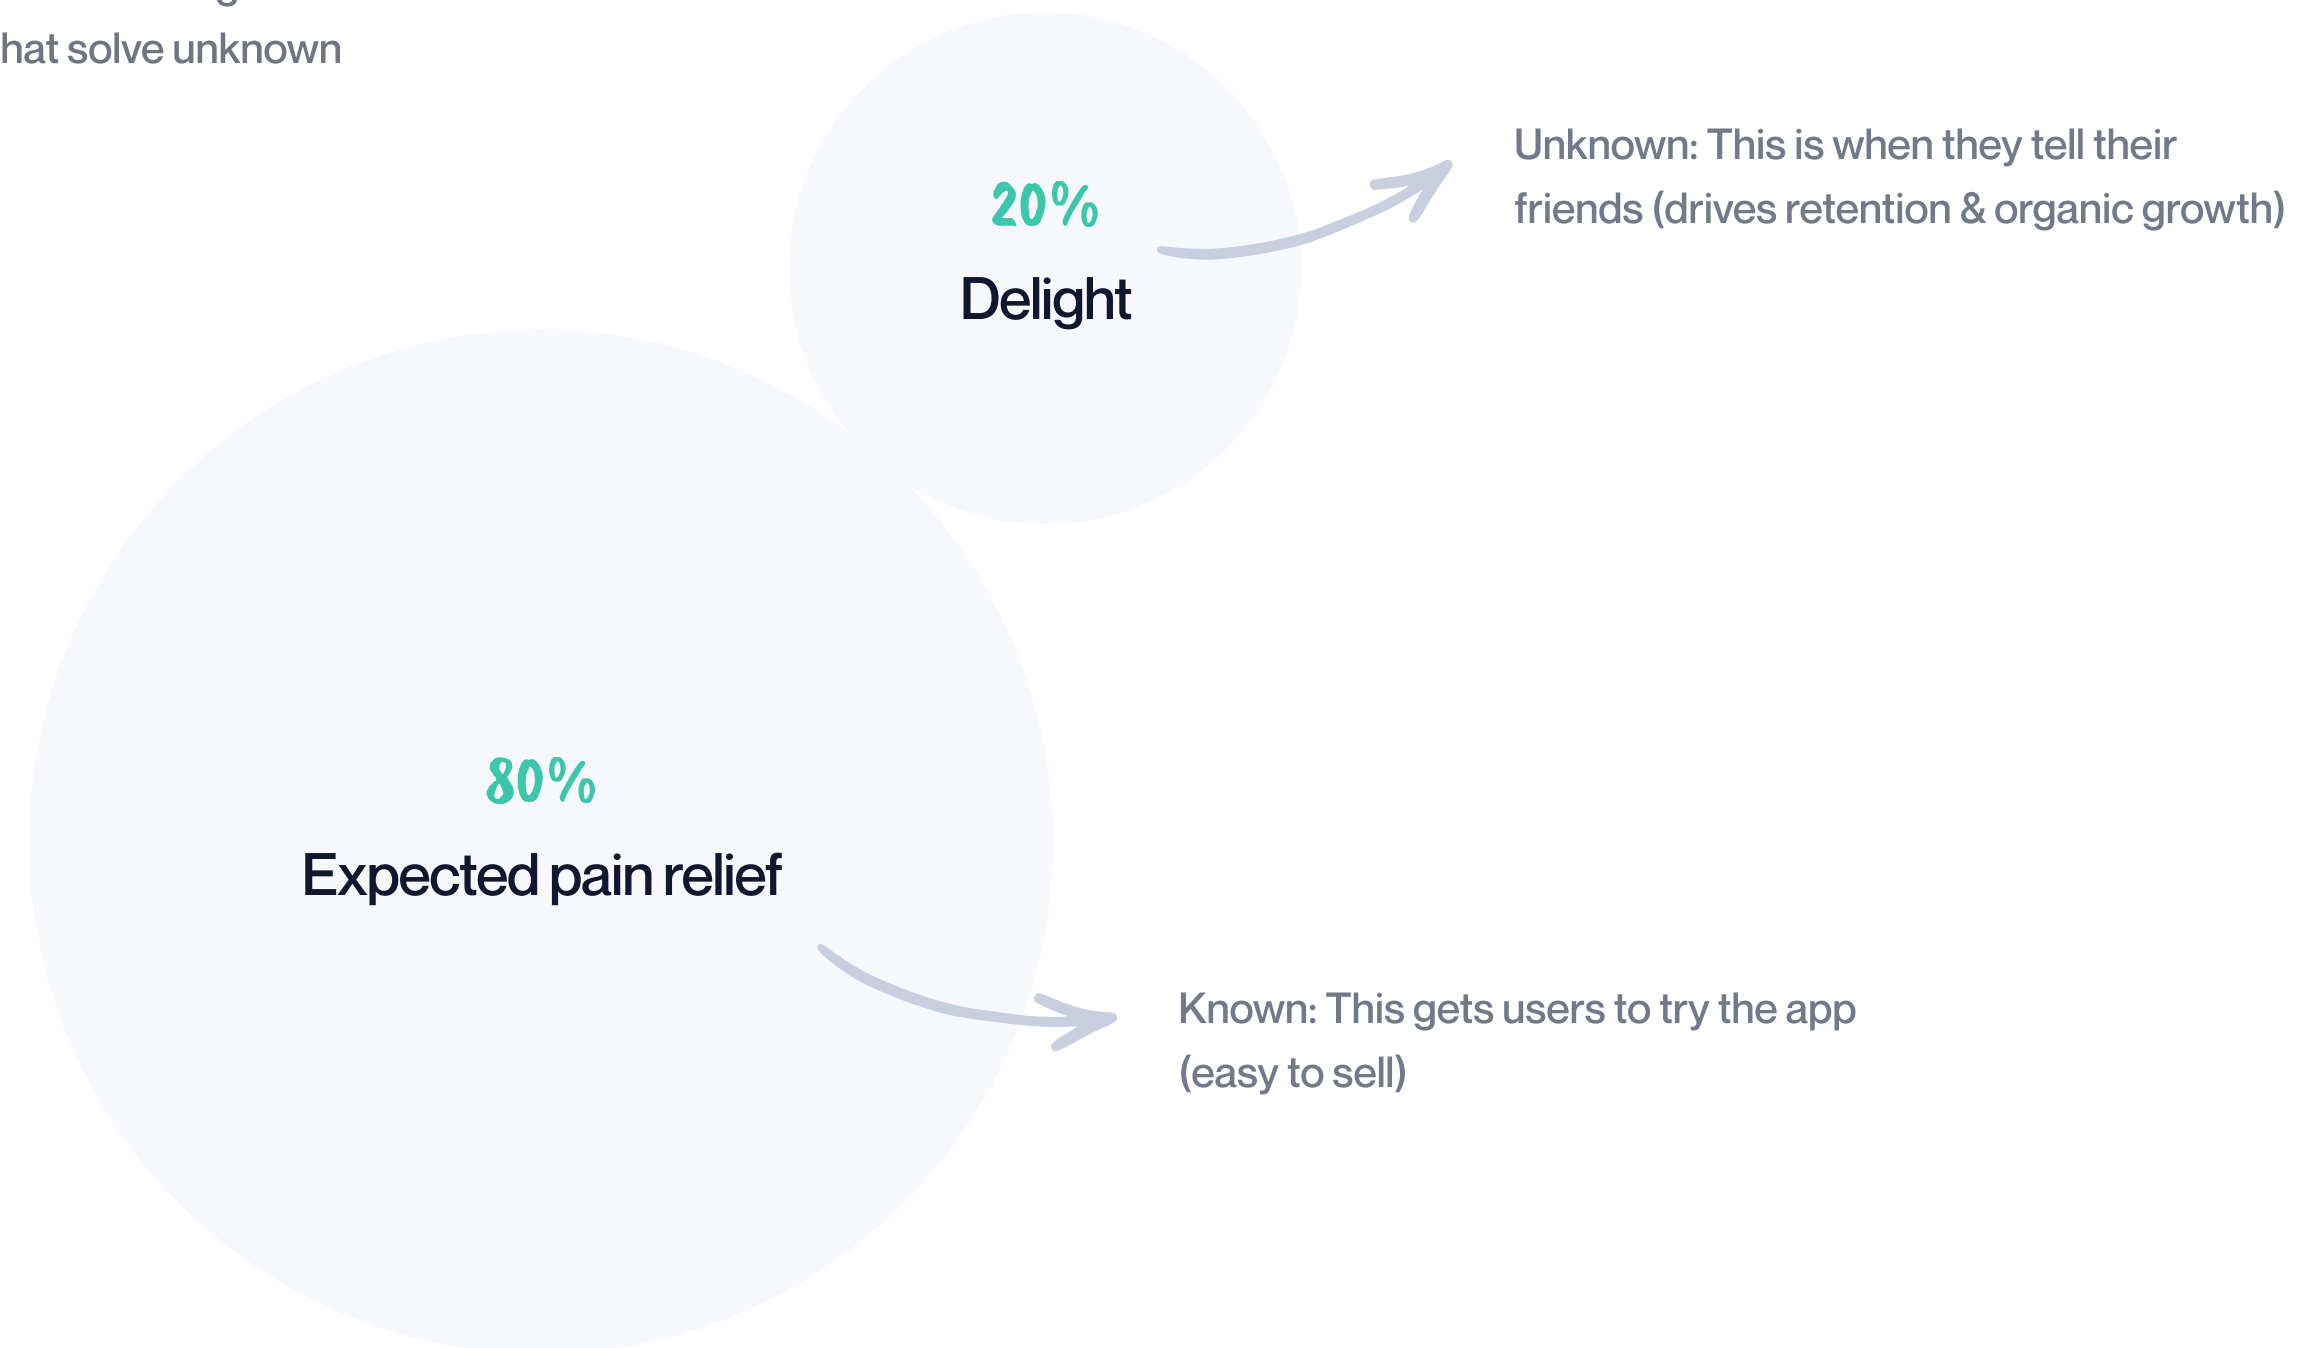 hat solve unknown
20%
Delight
Unknown: This is when they tell their
friends (drives retention & organic growth)
80%
Expected pain relief
Known: This gets users to try the app
(easy to sell)